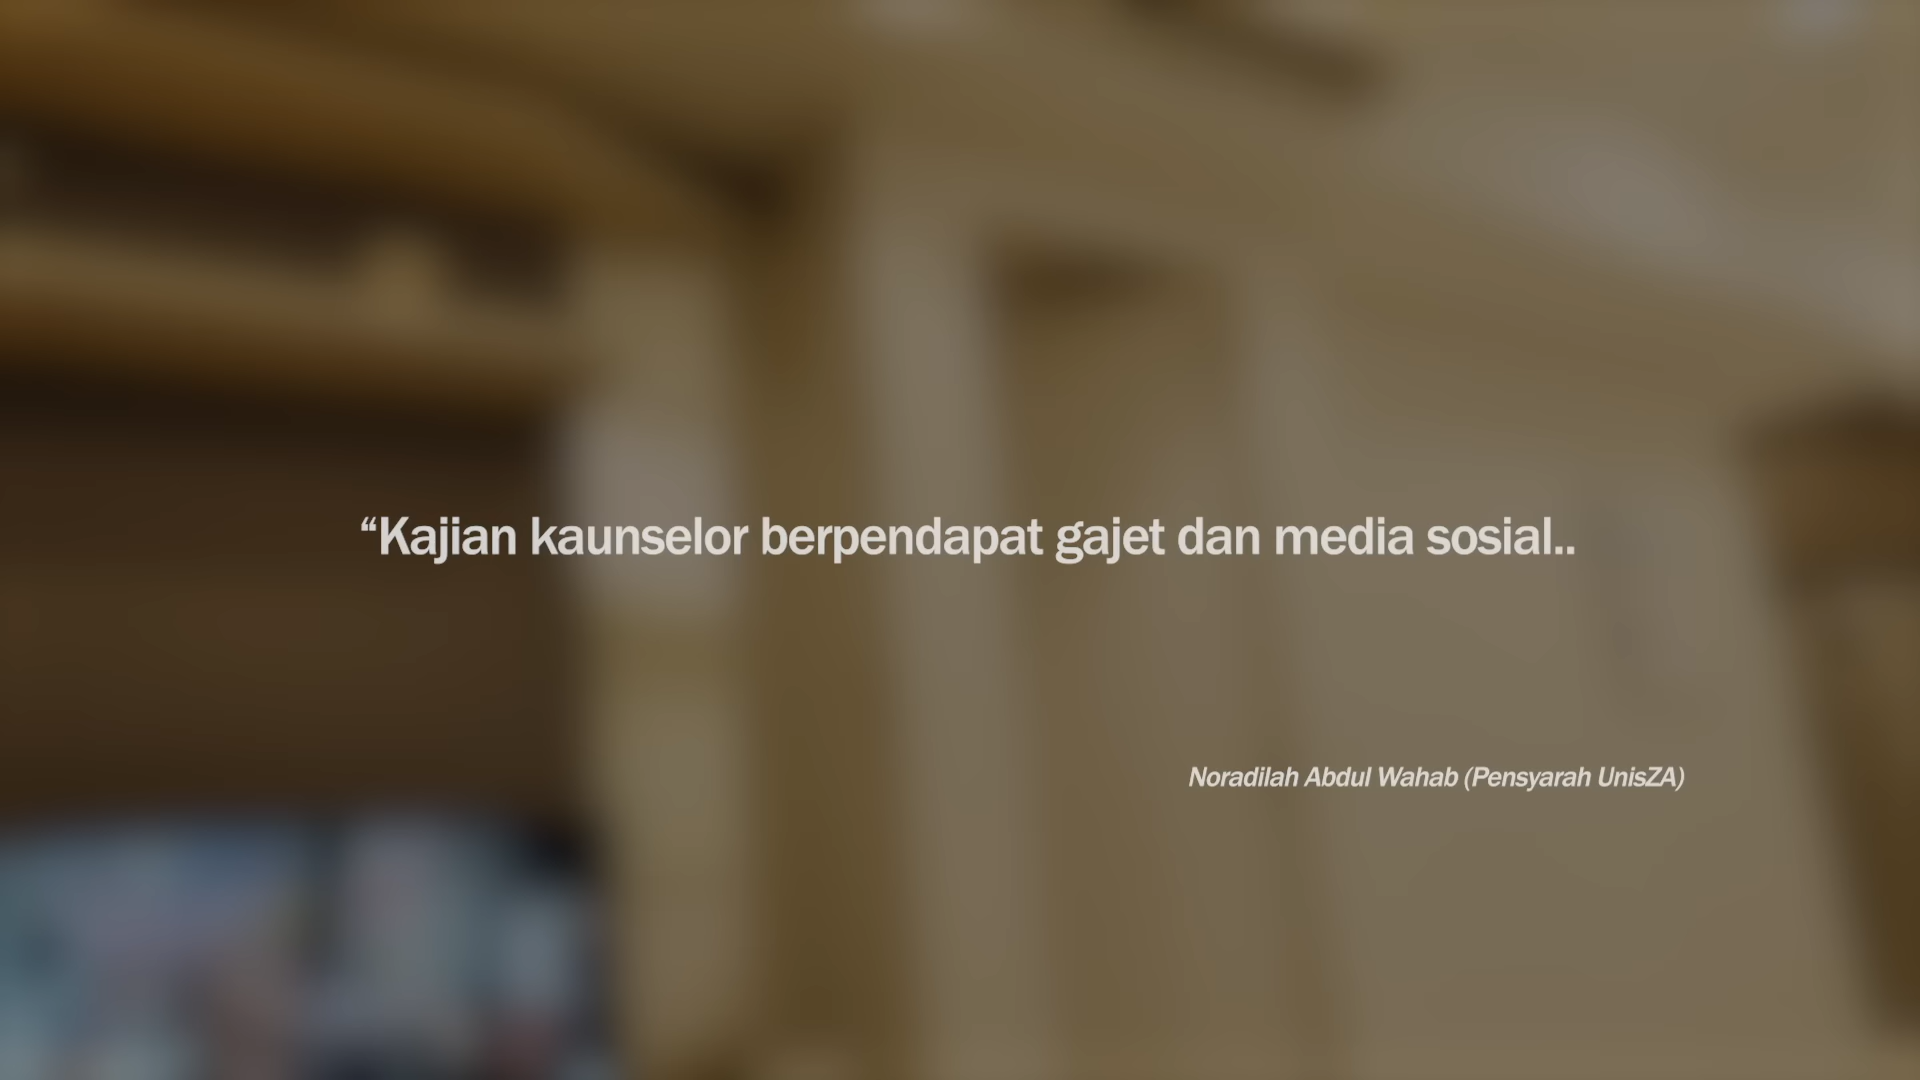 “Kajian kaunselor berpendapat gajet dan media sosial..
Noradilah Abdul Wahab (Pensyarah UnisZA)